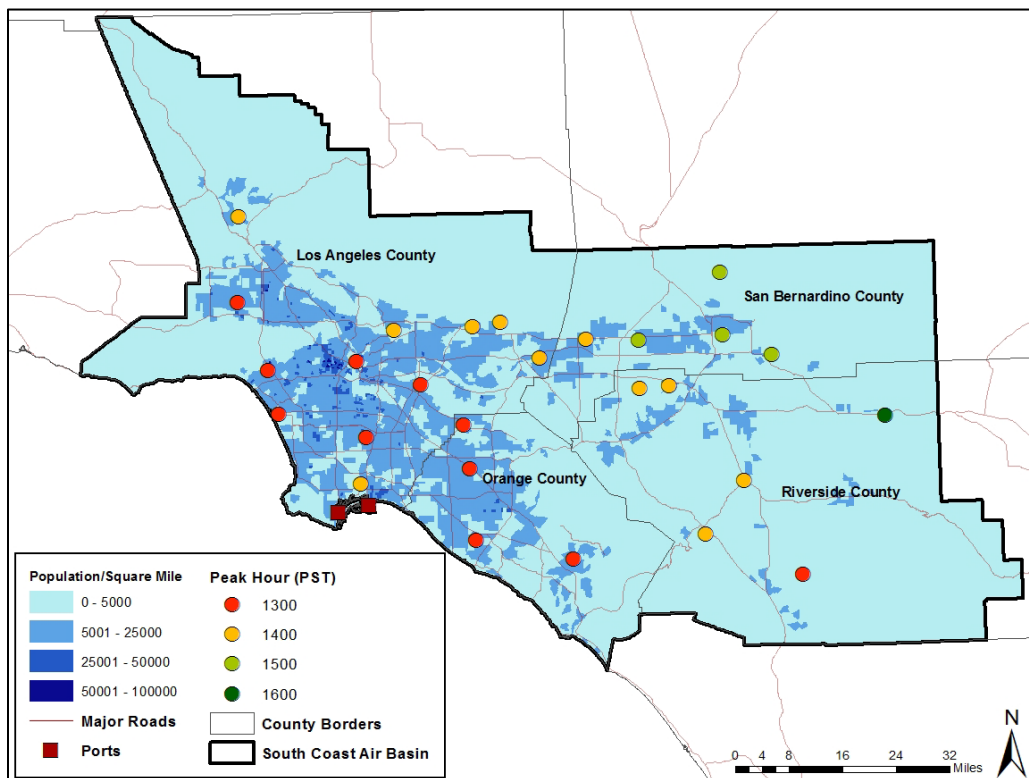 Los Angeles County
San Bernardino County
Orange County
Riverside County
Population/Square Mile
0 - 5000
5001 - 25000
25001 - 50000
50001 - 100000
Major Roads
Ports
Peak Hour (PST)
1300
1400
1500
1600
County Borders
South Coast Air Basin
N
0 4 8 16 24 32
Miles